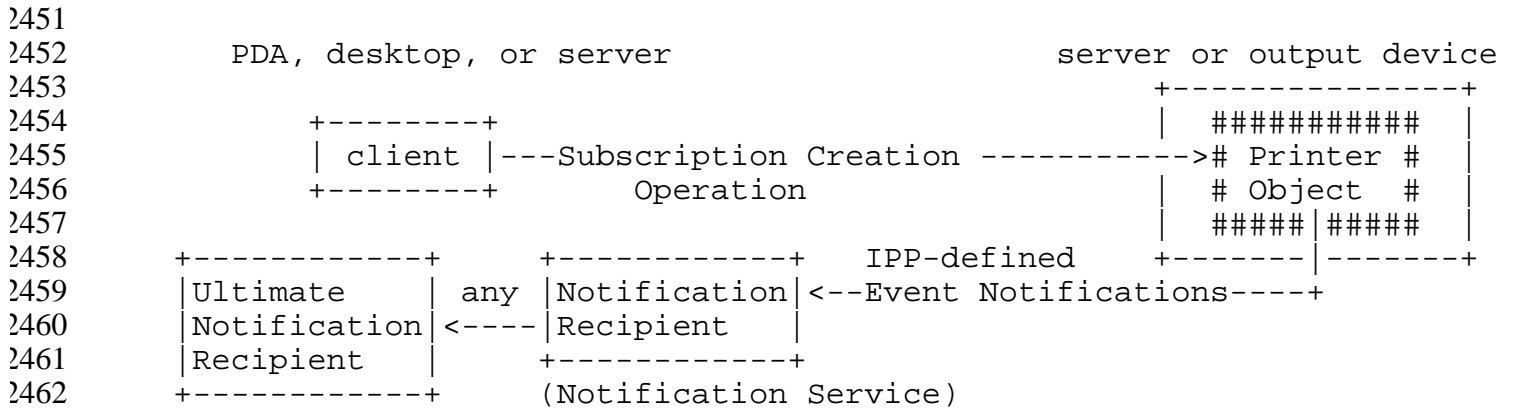 2451
2452 PDA, desktop, or server server or output device
2453 +---------------+
2454 +--------+ | ########### |
2455 | client |---Subscription Creation -----------># Printer # |
2456 +--------+ Operation | # Object # |
2457 | #####|##### |
2458 +------------+ +------------+ IPP-defined +-------|-------+
2459 |Ultimate | any |Notification|<--Event Notifications----+
2460 |Notification|<----|Recipient |
2461 |Recipient | +------------+
2462 +------------+ (Notification Service)